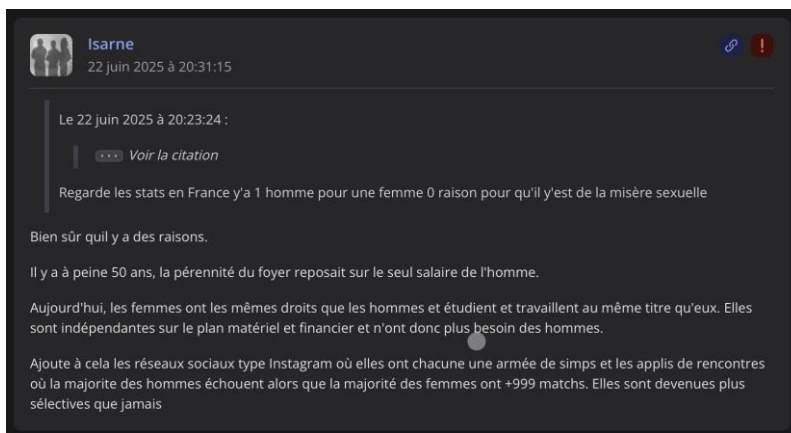 Isarne
22 juin 2025 à 20:31:15
!
Le 22 juin 2025 à 20:23:24 :
Voir la citation
Regarde les stats en France y'a 1 homme pour une femme 0 raison pour qu'il y'est de la misère sexuelle
Bien sûr quil y a des raisons.
Il y a à peine 50 ans, la pérennité du foyer reposait sur le seul salaire de l'homme.
Aujourd'hui, les femmes ont les mêmes droits que les hommes et étudient et travaillent au même titre qu'eux. Elles
sont indépendantes sur le plan matériel et financier et n'ont donc plus besoin des hommes.
Ajoute à cela les réseaux sociaux type Instagram où elles ont chacune une armée de simps et les applis de rencontres
où la majorite des hommes échouent alors que la majorité des femmes ont +999 matchs. Elles sont devenues plus
sélectives que jamais